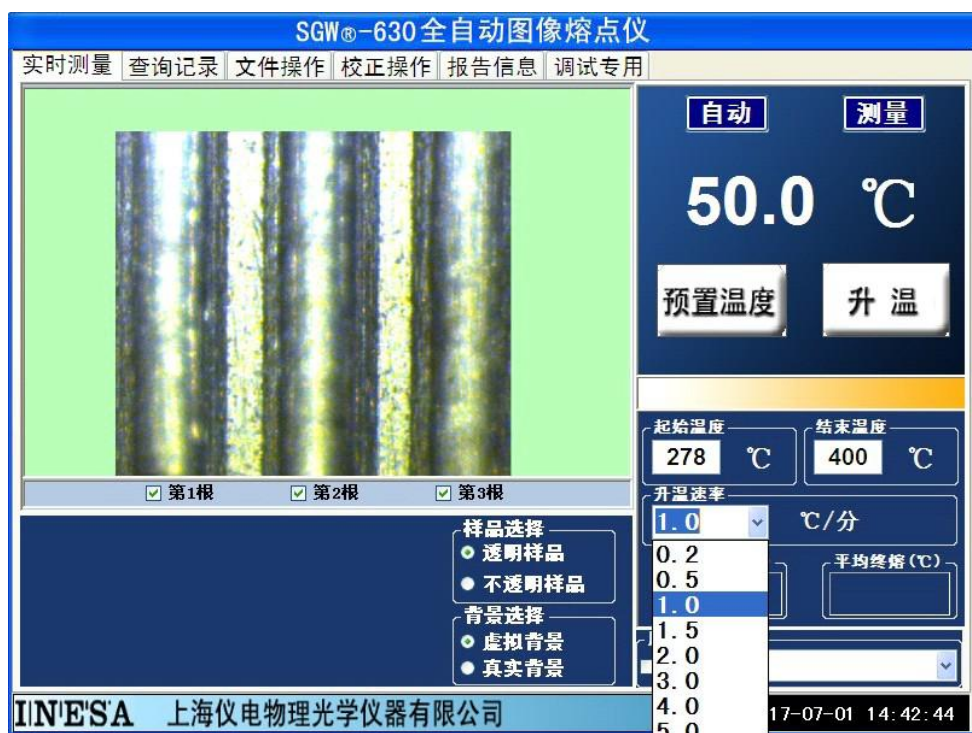 SGW®-630全自动图像熔点仪
实时测量 查询记录 文件操作 校正操作 报告信息 调试专用
自动 测量
50.0 ℃
预置温度 升 温
第1根 第2根 第3根
起始温度 结束温度
278 ℃ 400 ℃
升温速率
1.0 ℃/分
0.2
0.5
1.0
1.5
2.0
3.0
4.0
5.0
平均终熔(℃)
样品选择
透明样品
不透明样品
背景选择
虚拟背景
真实背景
INESA 上海仪电物理光学仪器有限公司
17-07-01 14:42:44